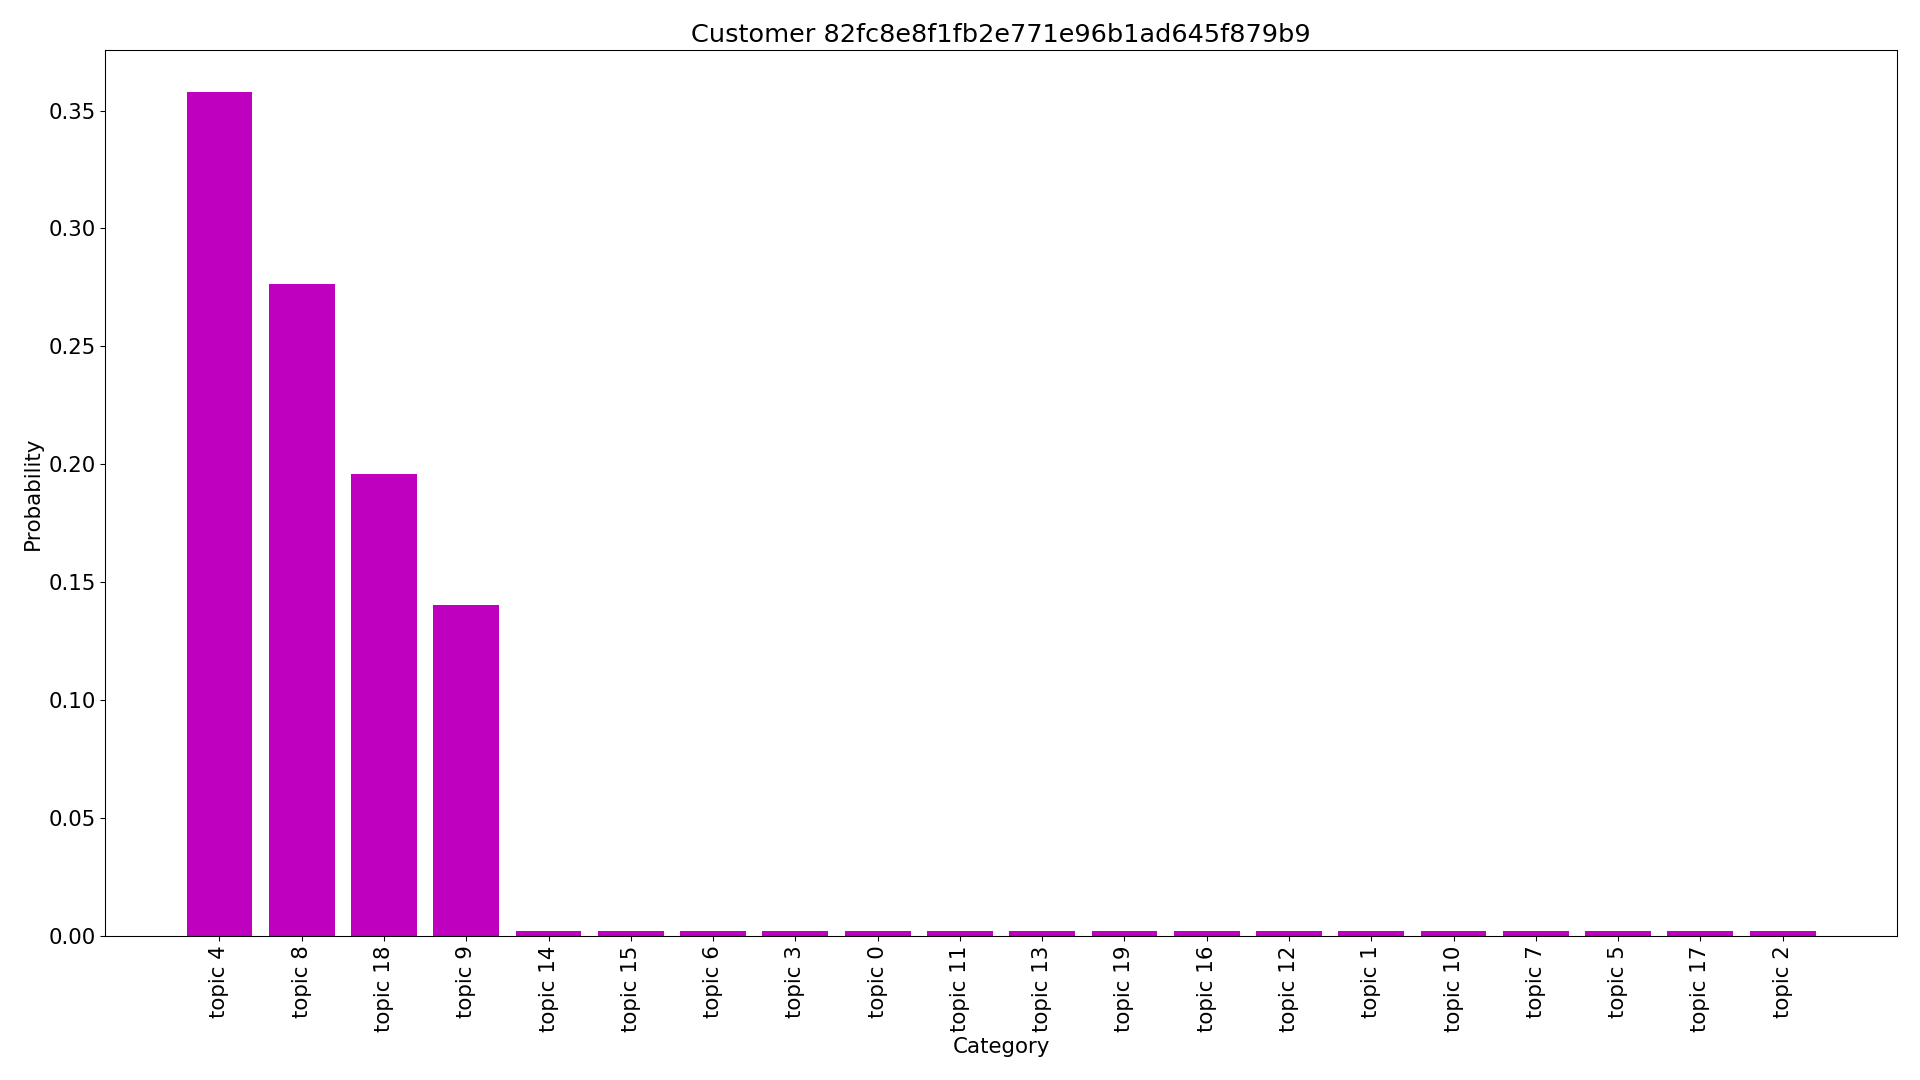 Customer 82fc8e8f1fb2e771e96b1ad645f879b9
Probability
0.35
0.30
0.25
0.20
0.15
0.10
0.05
0.00
topic 4
topic 8
topic 18
topic 9
topic 14
topic 15
topic 6
topic 3
topic 0
topic 11
topic 13
topic 19
topic 16
topic 12
topic 1
topic 10
topic 7
topic 5
topic 17
topic 2
Category